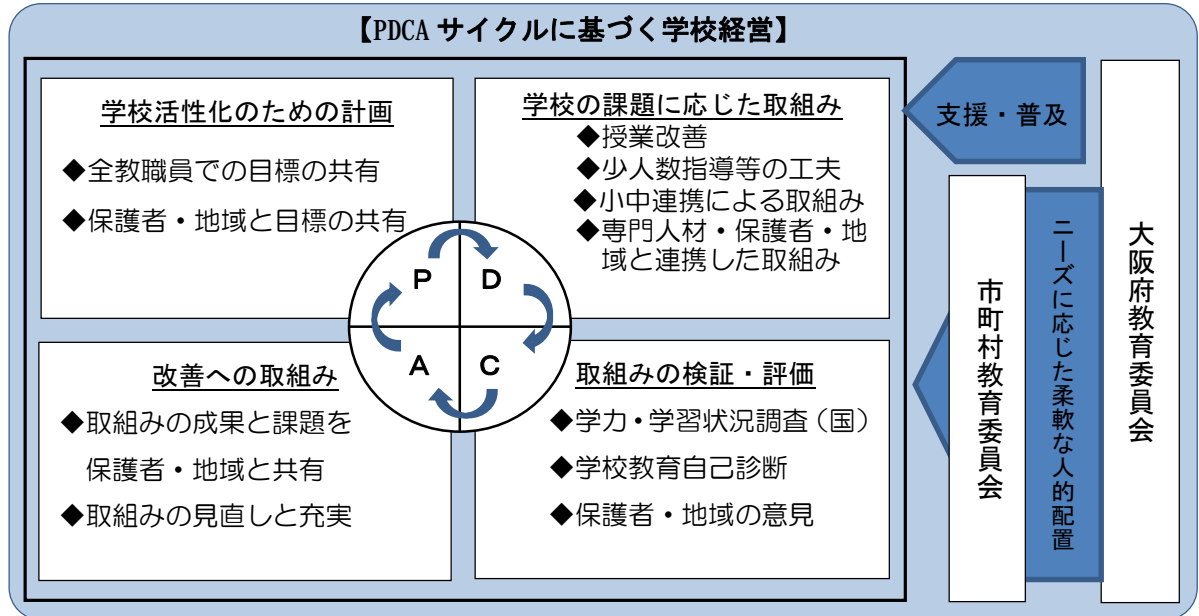 【PDCAサイクルに基づく学校経営】
学校活性化のための計画
◆全教職員での目標の共有
◆保護者・地域と目標の共有
学校の課題に応じた取組み
◆授業改善
◆少人数指導等の工夫
◆小中連携による取組み
◆専門人材・保護者・地
域と連携した取組み
P
D
A
C
改善への取組み
◆取組みの成果と課題を
保護者・地域と共有
◆取組みの見直しと充実
取組みの検証・評価
◆学力・学習状況調査（国）
◆学校教育自己診断
◆保護者・地域の意見
支援・普及
市町村教育委員会
ニーズに応じた柔軟な人的配置
大阪府教育委員会